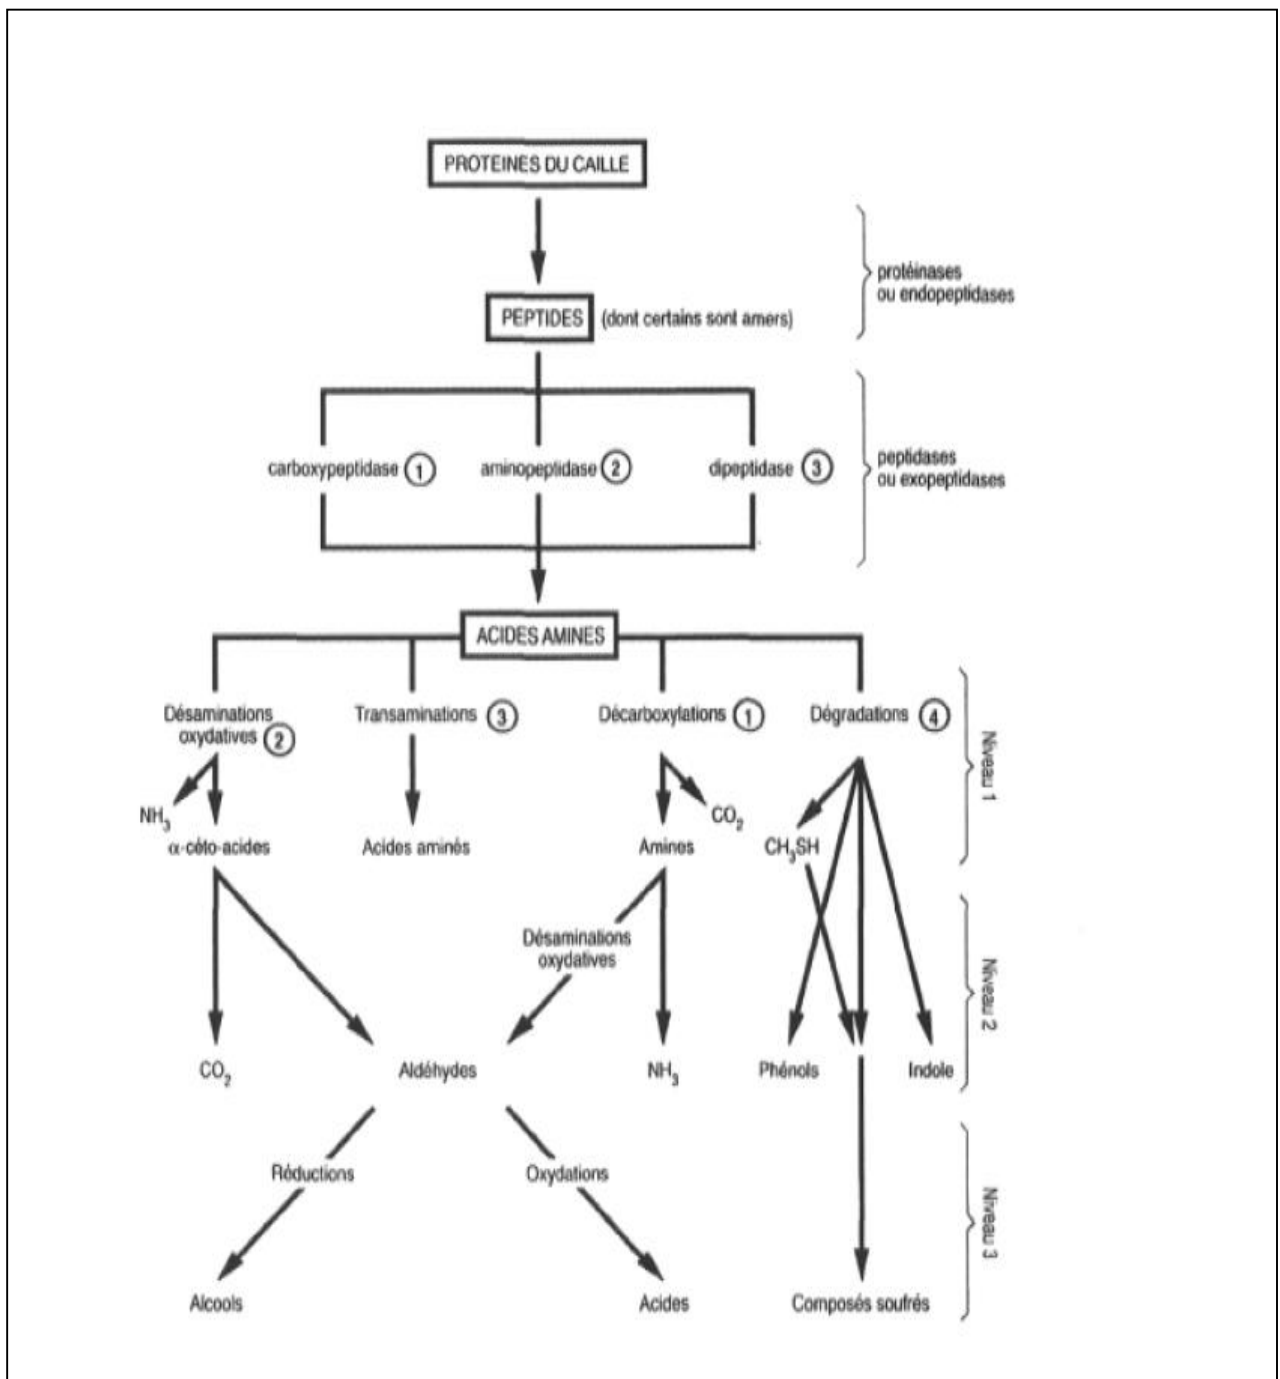 PROTEINES DU CAILLE
protéinases
ou endopeptidases
PEPTIDES (dont certains sont amers)
carboxypeptidase 1
aminopeptidase 2
dipeptidase 3
peptidases
ou exopeptidases
ACIDES AMINES
Désaminations
oxydatives 2
Transaminations 3
Décarboxylations 1
Dégradations 4
Niveau 1
NH3
α-céto-acides
Acides aminés
Amines
CO2
CH3SH
Désaminations
oxydatives
Niveau 2
CO2
Aldéhydes
NH3
Phénols
Indole
Réductions
Oxydations
Niveau 3
Alcools
Acides
Composés soufrés